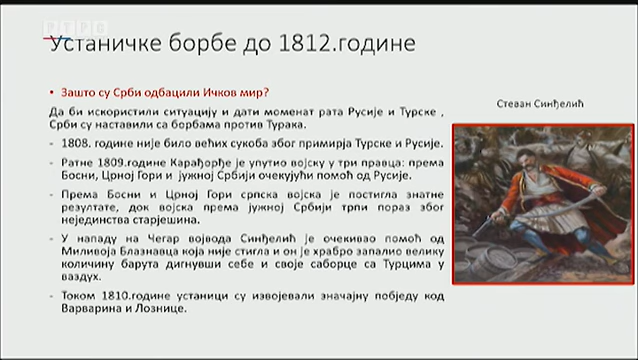 РТРС
Устаничке борбе до 1812.године
• Зашто су Срби одбацили Ичков мир?
Да би искористили ситуацију и дати моменат рата Русије и Турске ,
Срби су наставили са борбама против Турака.
- 1808. године није било већих сукоба због примирја Турске и Русије.
- Ратне 1809.године Карађорђе је упутио војску у три правца: према
Босни, Црној Гори и јужној Србији очекујући помоћ од Русије.
- Према Босни и Црној Гори српска војска је постигла знатне
резултате, док војска према јужној Србији трпи пораз због
нејединства старјешина.
- У нападу на Чегар војвода Синђелић је очекивао помоћ од
Миливоја Блазнавца која није стигла и он је храбро запалио велику
количину барута дигнувши себе и своје саборце са Турцима у
ваздух.
- Током 1810.године устаници су извојевали значајну побједу код
Варварина и Лознице.
Стеван Синђелић